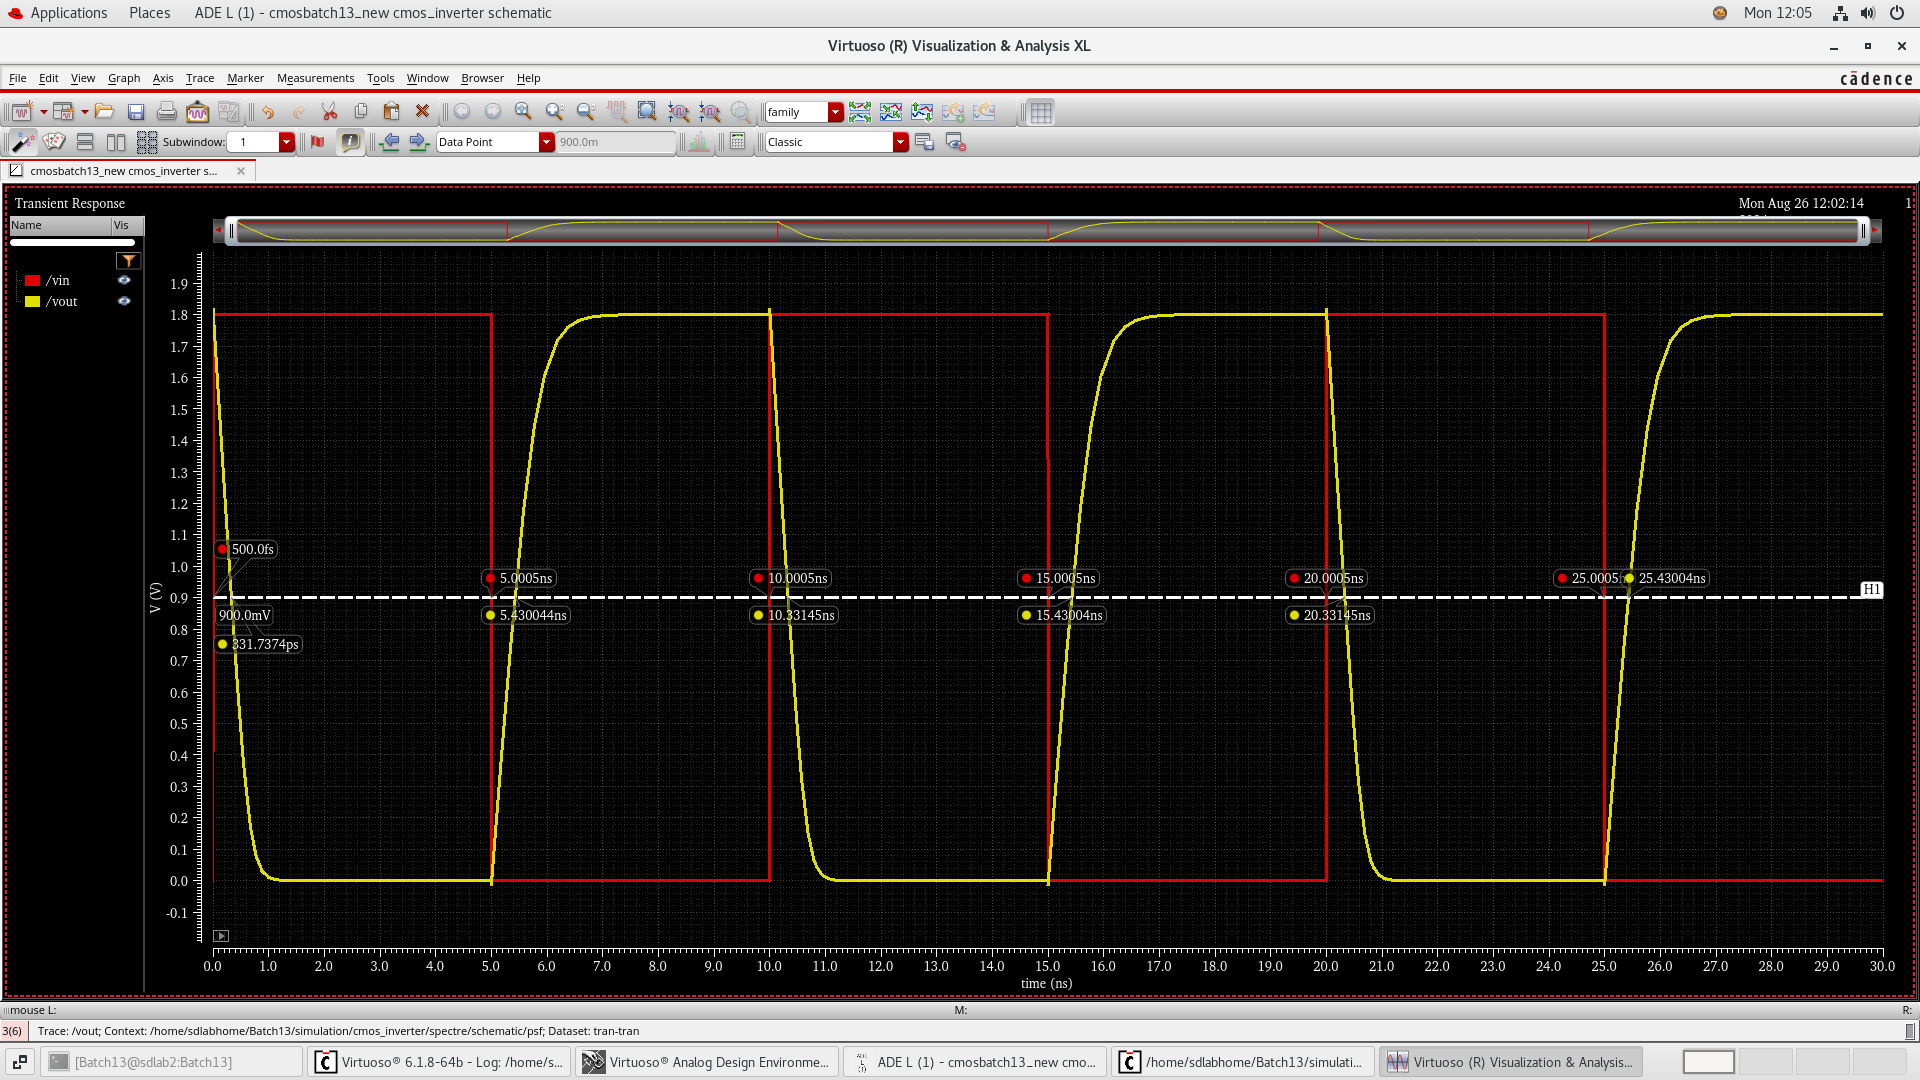 Applications Places ADE L (1) - cmosbatch13_new cmos_inverter schematic Mon 12:05
Virtuoso (R) Visualization & Analysis XL
File Edit View Graph Axis Trace Marker Measurements Tools Window Browser Help cādence
family
Subwindow: 1 Data Point 900.0m Classic
cmosbatch13_new cmos_inverter s...
Transient Response Mon Aug 26 12:02:14 1
Name Vis
/vin
/vout
1.9
1.8
1.7
1.6
1.5
1.4
1.3
1.2
1.1
1.0
0.9
0.8
0.7
0.6
0.5
0.4
0.3
0.2
0.1
0.0
-0.1
V (V)
500.0fs
5.0005ns 10.0005ns 15.0005ns 20.0005ns 25.0005 25.43004ns
H1
900.0mV 5.430044ns 10.33145ns 15.43004ns 20.33145ns
331.7374ps
0.0 1.0 2.0 3.0 4.0 5.0 6.0 7.0 8.0 9.0 10.0 11.0 12.0 13.0 14.0 15.0 16.0 17.0 18.0 19.0 20.0 21.0 22.0 23.0 24.0 25.0 26.0 27.0 28.0 29.0 30.0
time (ns)
mouse L: M: R:
3(6) Trace: /vout; Context: /home/sdlabhome/Batch13/simulation/cmos_inverter/spectre/schematic/psf; Dataset: tran-tran
[Batch13@sdlab2:Batch13] Virtuoso® 6.1.8-64b - Log: /home/s... Virtuoso® Analog Design Environme... ADE L (1) - cmosbatch13_new cmo... /home/sdlabhome/Batch13/simulati... Virtuoso (R) Visualization & Analysis...